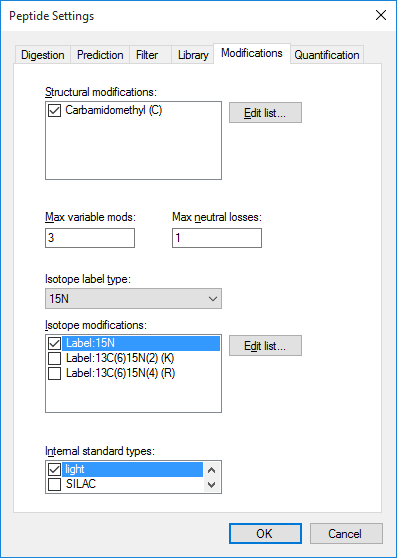 Peptide Settings
Digestion Prediction Filter Library Modifications Quantification
Structural modifications:
Carbamidomethyl (C)
Edit list...
Max variable mods: Max neutral losses:
3 1
Isotope label type:
15N
Isotope modifications:
Label:15N
Edit list...
Label:13C(6)15N(2) (K)
Label:13C(6)15N(4) (R)
Internal standard types:
light
SILAC
OK Cancel